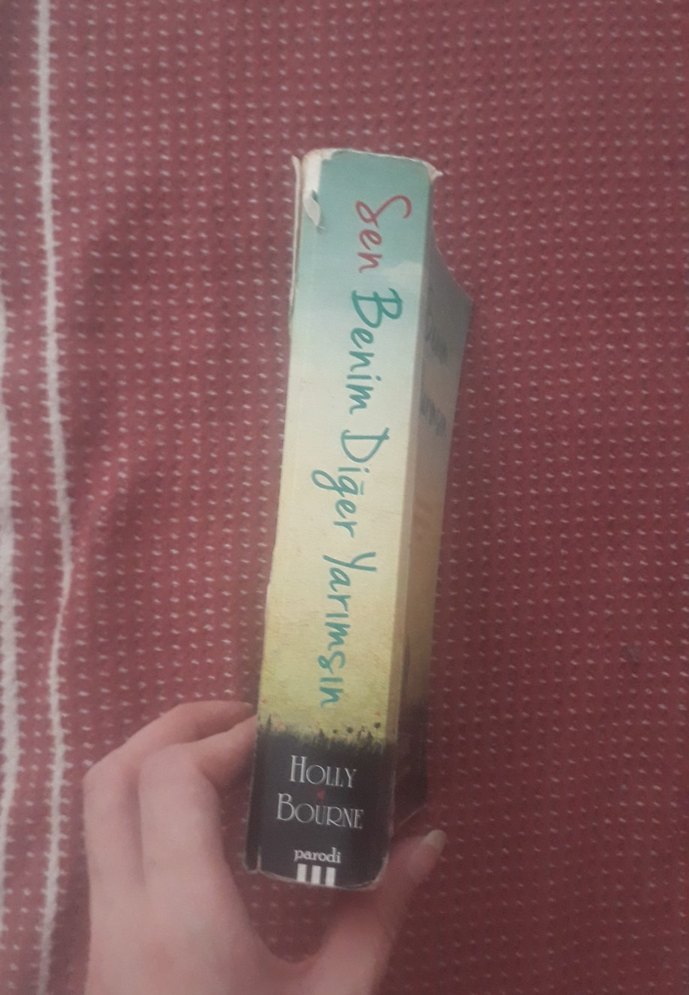 Sen Benim Diğer Yarımsın
HOLLY
BOURNE
parodi